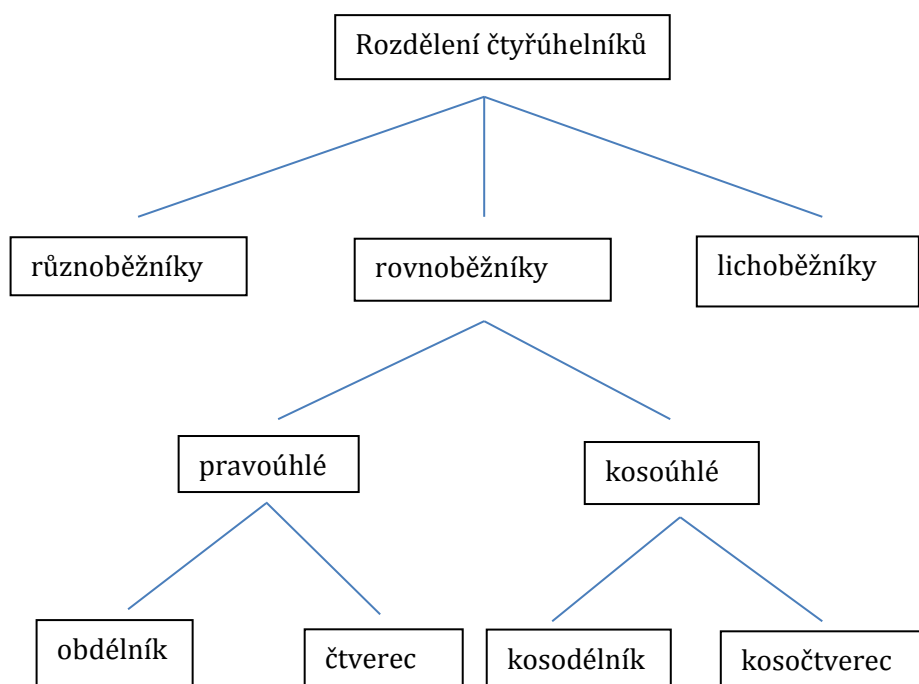 Rozdělení čtyřúhelníků
různoběžníky
rovnoběžníky
lichoběžníky
pravoúhlé
kosoúhlé
obdélník
čtverec
kosodélník
kosočtverec